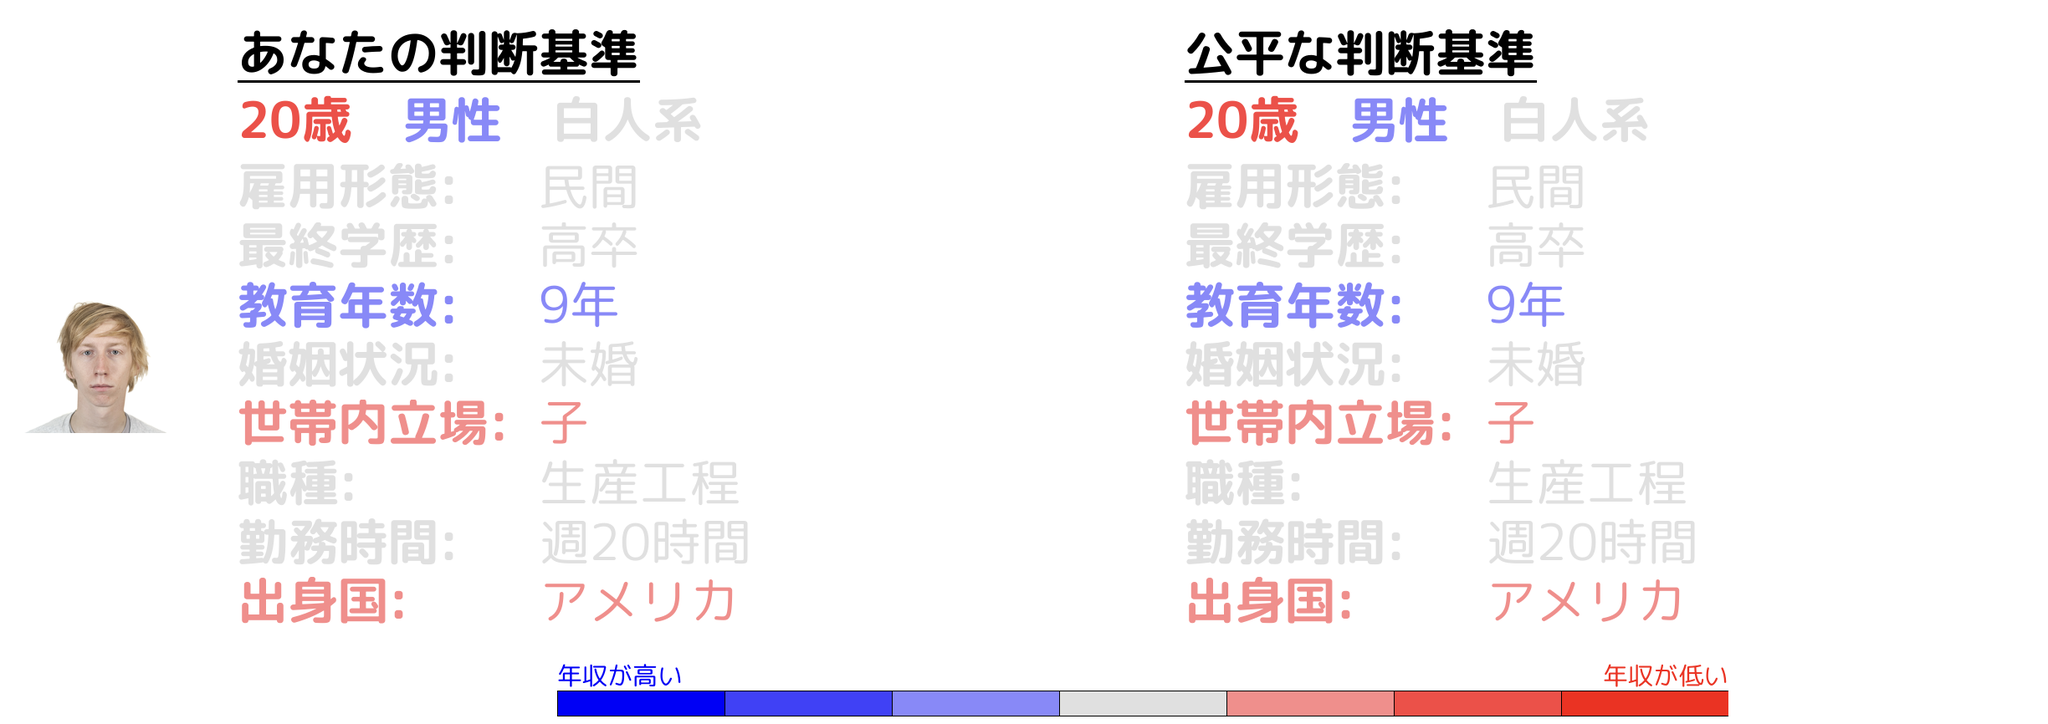 あなたの判断基準
20歳 男性 白人系
雇用形態: 民間
最終学歴: 高卒
教育年数: 9年
婚姻状況: 未婚
世帯内立場: 子
職種: 生産工程
勤務時間: 週20時間
出身国: アメリカ
公平な判断基準
20歳 男性 白人系
雇用形態: 民間
最終学歴: 高卒
教育年数: 9年
婚姻状況: 未婚
世帯内立場: 子
職種: 生産工程
勤務時間: 週20時間
出身国: アメリカ
年収が高い
年収が低い